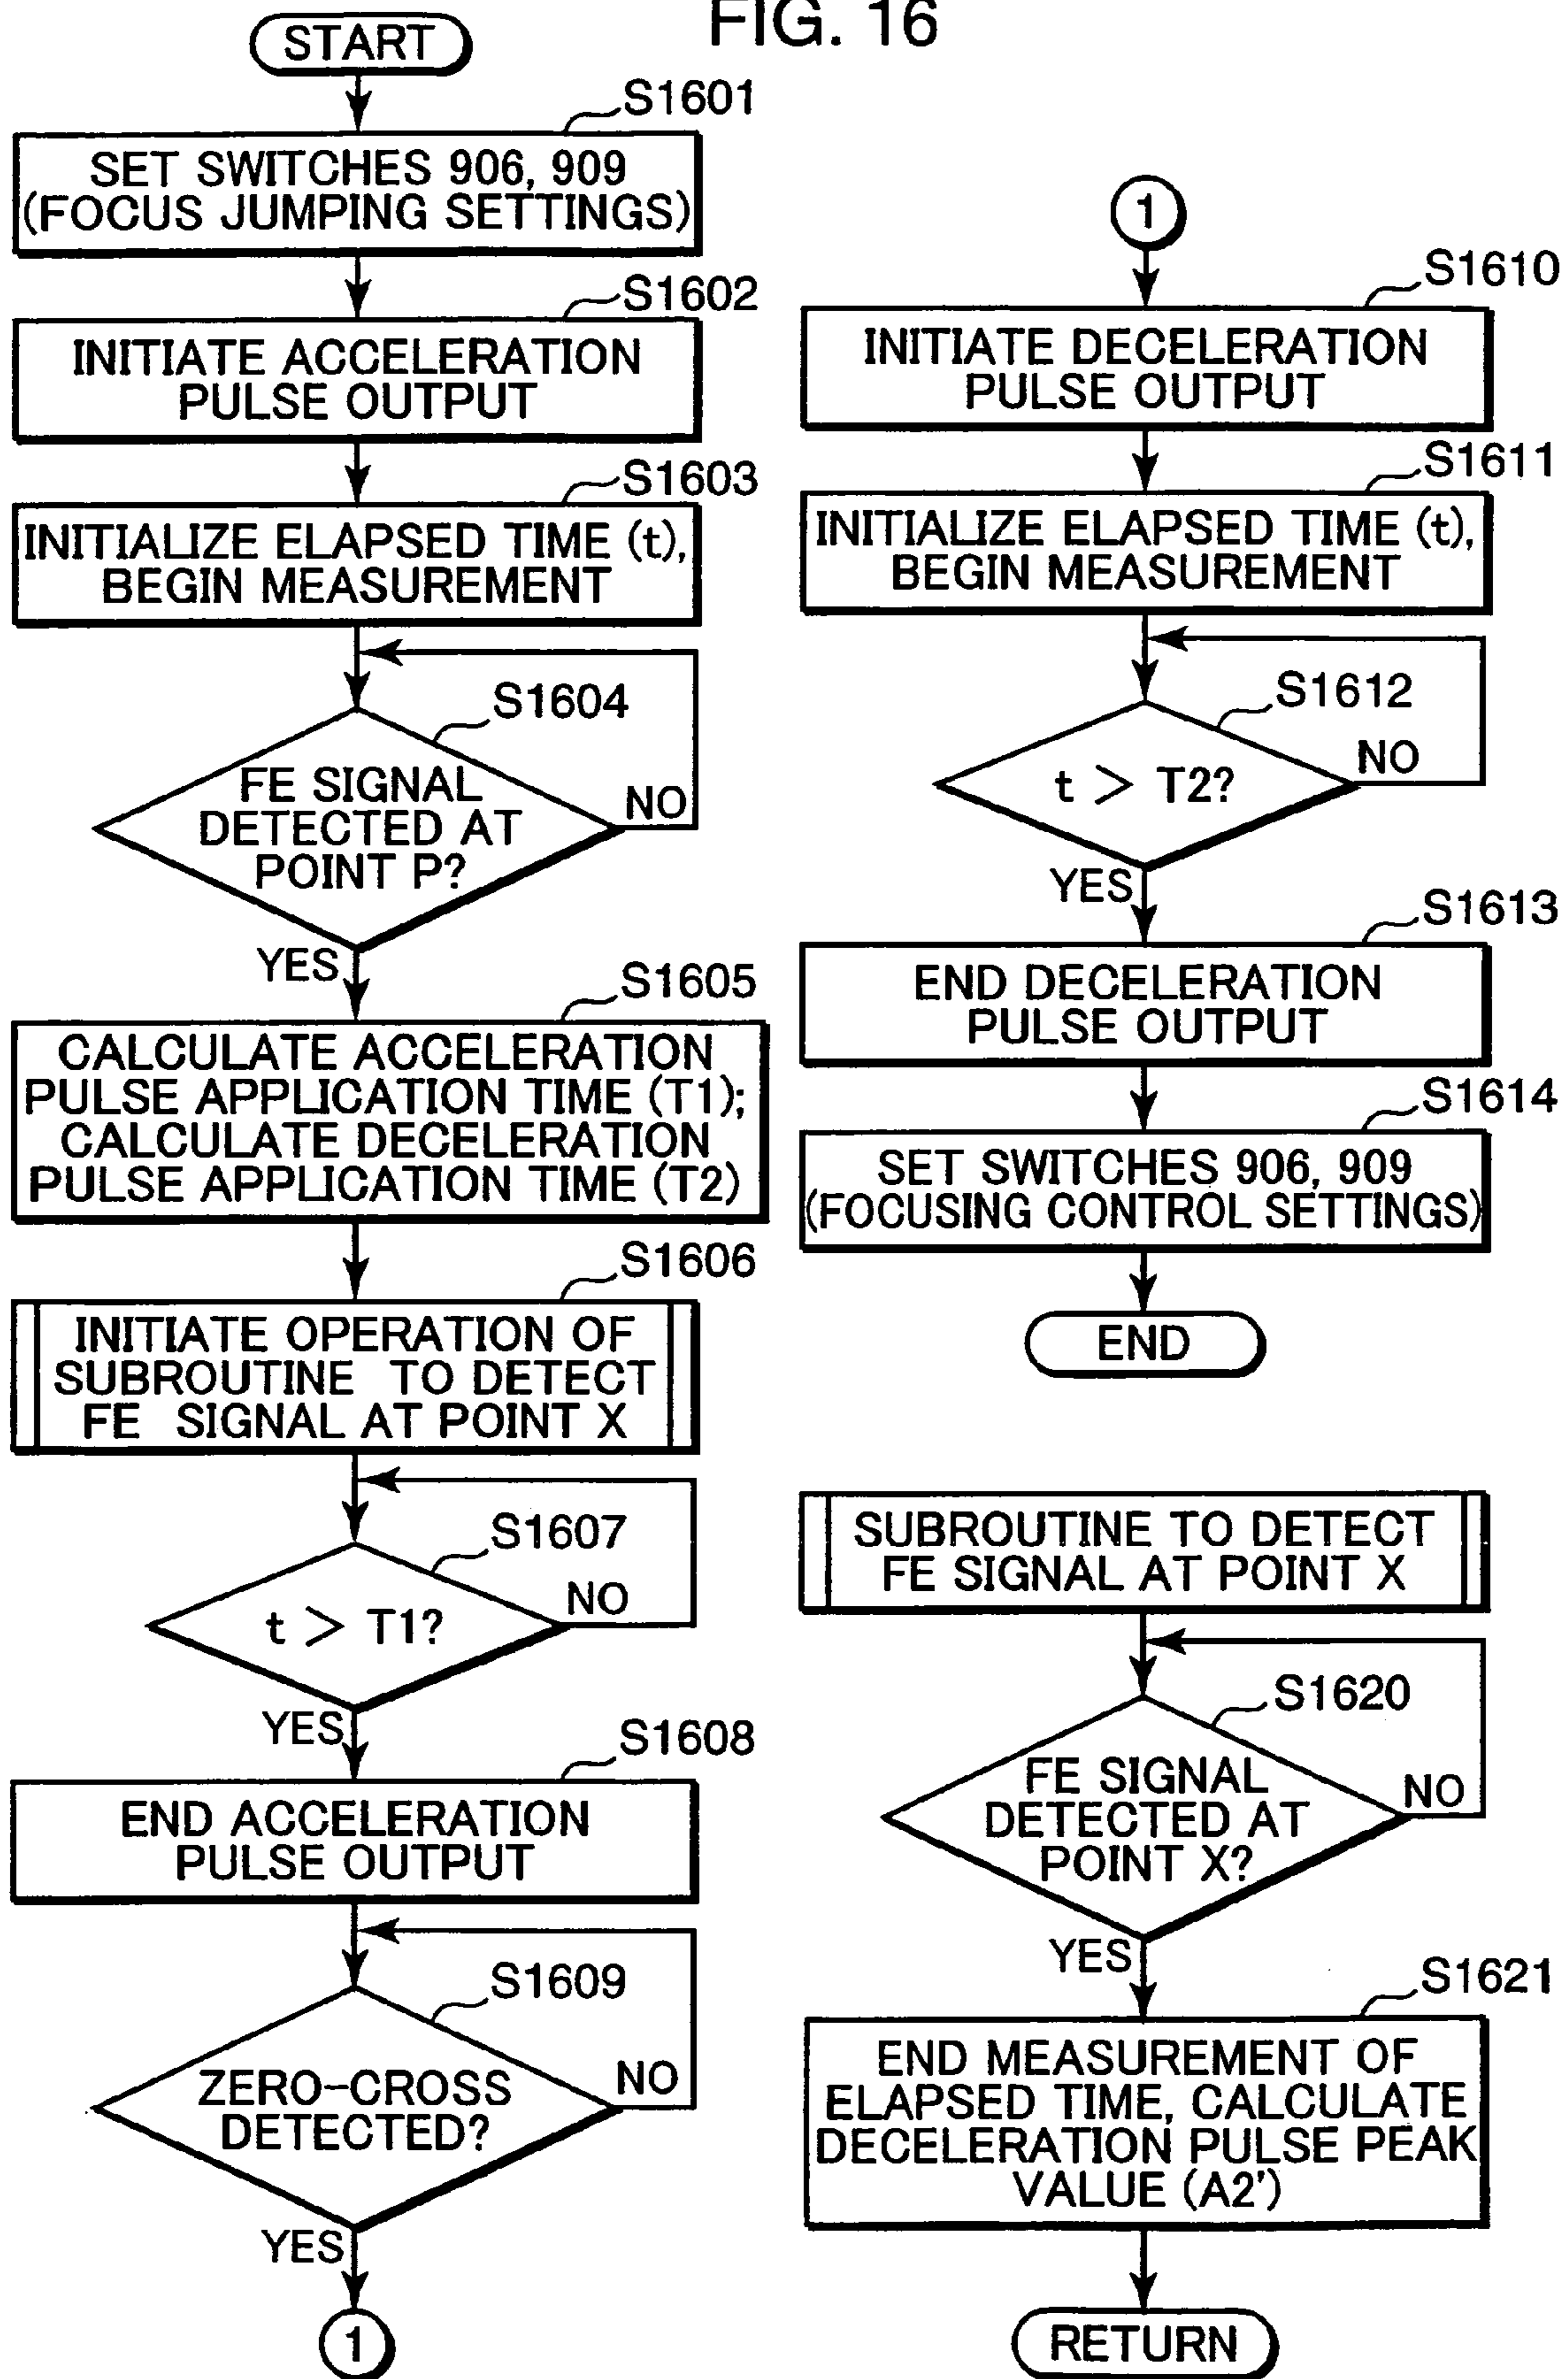 FIG. 16
START
S1601
SET SWITCHES 906, 909
(FOCUS JUMPING SETTINGS)
S1602
INITIATE ACCELERATION
PULSE OUTPUT
S1603
INITIALIZE ELAPSED TIME (t),
BEGIN MEASUREMENT
S1604
FE SIGNAL
DETECTED AT
POINT P?
NO
YES
S1605
CALCULATE ACCELERATION
PULSE APPLICATION TIME (T1);
CALCULATE DECELERATION
PULSE APPLICATION TIME (T2)
S1606
INITIATE OPERATION OF
SUBROUTINE TO DETECT
FE SIGNAL AT POINT X
S1607
t > T1?
NO
YES
S1608
END ACCELERATION
PULSE OUTPUT
S1609
ZERO-CROSS
DETECTED?
NO
YES
1
1
S1610
INITIATE DECELERATION
PULSE OUTPUT
S1611
INITIALIZE ELAPSED TIME (t),
BEGIN MEASUREMENT
S1612
t > T2?
NO
YES
S1613
END DECELERATION
PULSE OUTPUT
S1614
SET SWITCHES 906, 909
(FOCUSING CONTROL SETTINGS)
END
SUBROUTINE TO DETECT
FE SIGNAL AT POINT X
S1620
FE SIGNAL
DETECTED AT
POINT X?
NO
YES
S1621
END MEASUREMENT OF
ELAPSED TIME, CALCULATE
DECELERATION PULSE PEAK
VALUE (A2')
RETURN